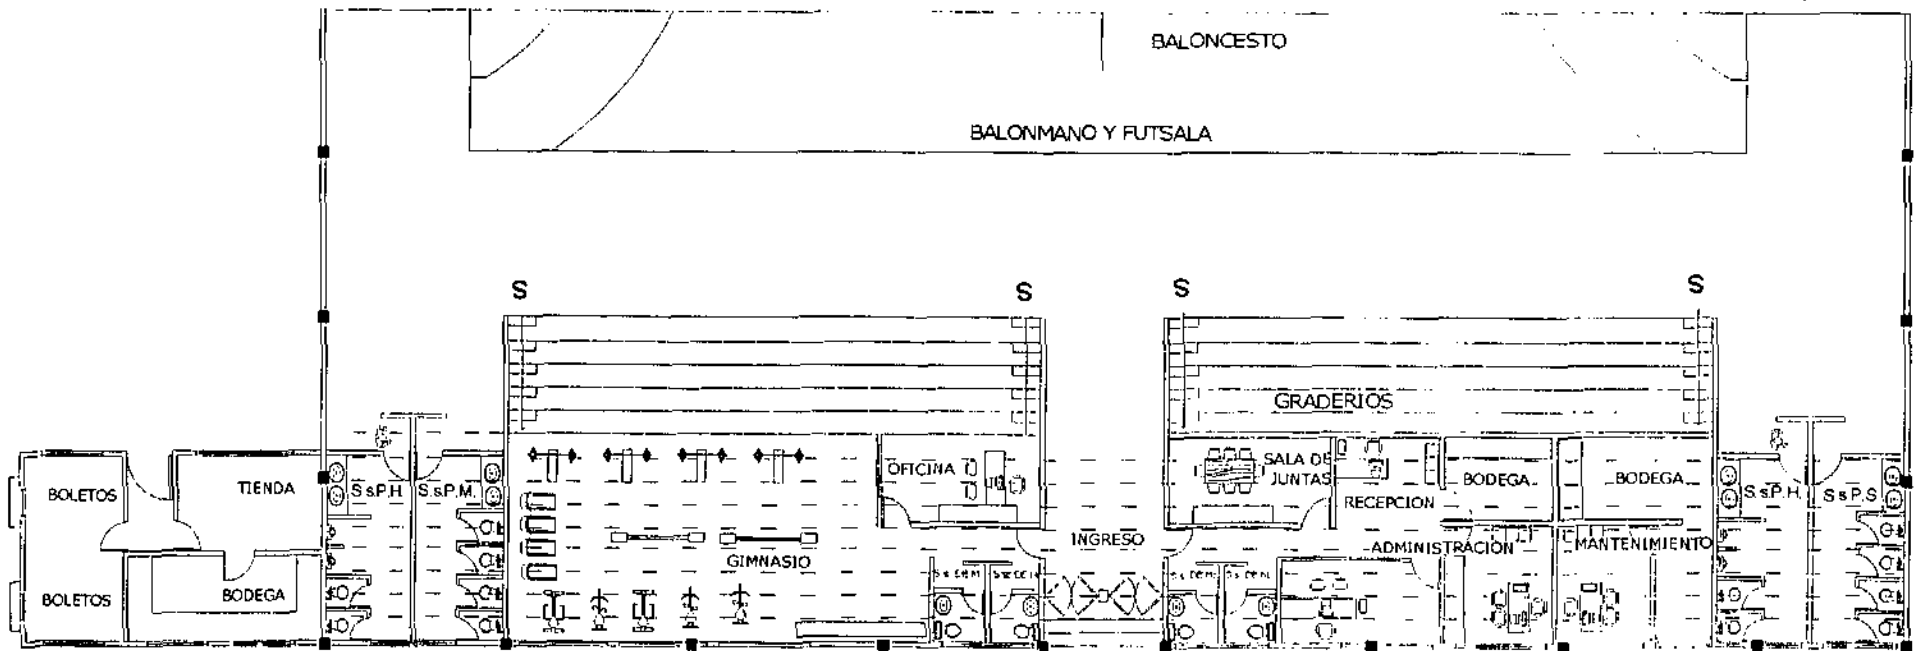 BALONCESTO
BALONMANO Y FUTSALA
S
S
S
S
GRADERIOS
BOLETOS
TIENDA
S.s.P.H.
S.s.P.M.
OFICINA
SALA DE
JUNTAS
RECEPCION
BODEGA
BODEGA
S.s.P.H.
S.s.P.S
GIMNASIO
INGRESO
ADMINISTRACION
MANTENIMIENTO
BOLETOS
BODEGA